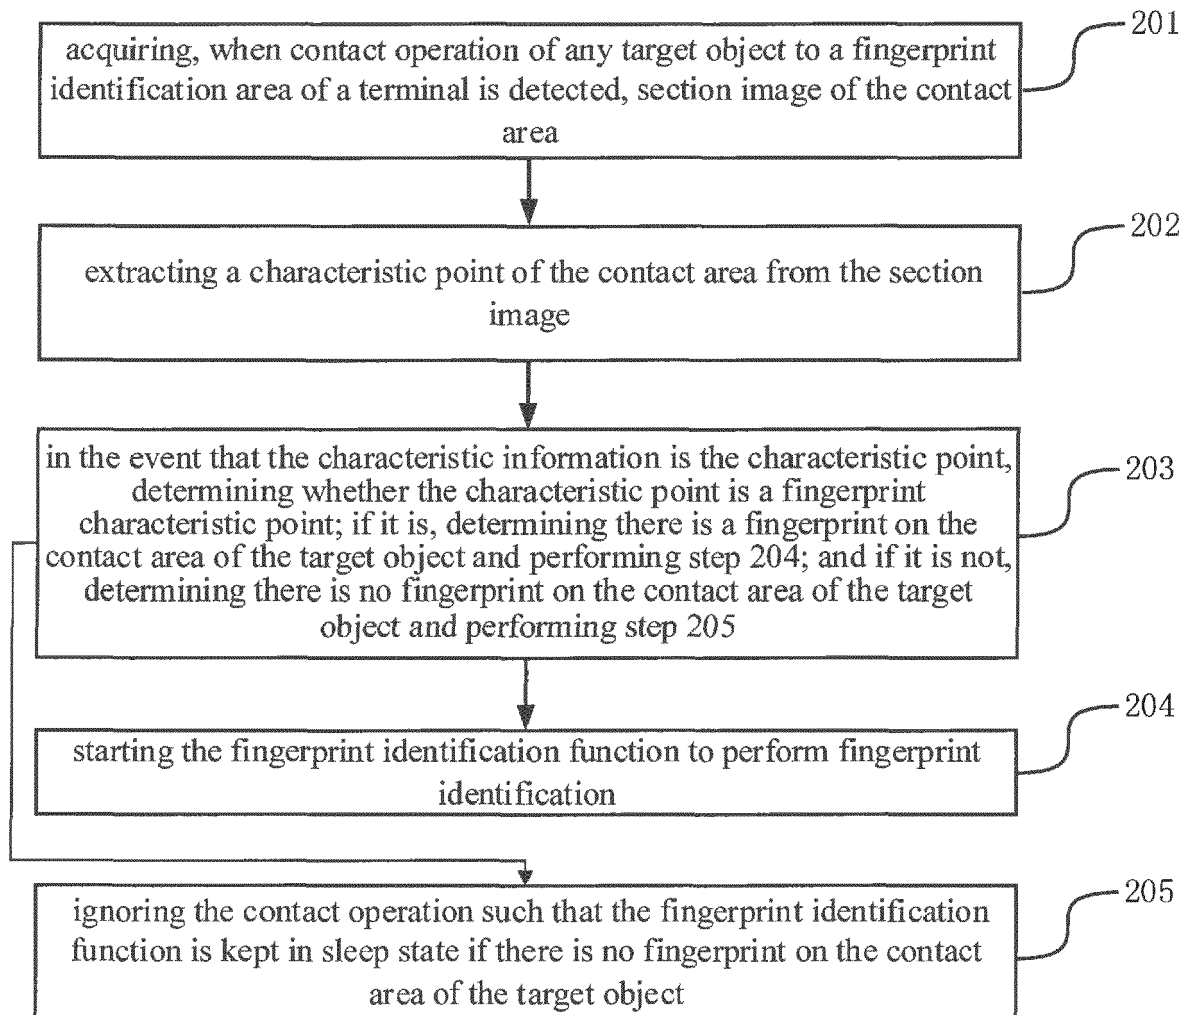 201
acquiring, when contact operation of any target object to a fingerprint
identification area of a terminal is detected, section image of the contact
area
202
extracting a characteristic point of the contact area from the section
image
203
in the event that the characteristic information is the characteristic point,
determining whether the characteristic point is a fingerprint
characteristic point; if it is, determining there is a fingerprint on the
contact area of the target object and performing step 204; and if it is not,
determining there is no fingerprint on the contact area of the target
object and performing step 205
204
starting the fingerprint identification function to perform fingerprint
identification
205
ignoring the contact operation such that the fingerprint identification
function is kept in sleep state if there is no fingerprint on the contact
area of the target object